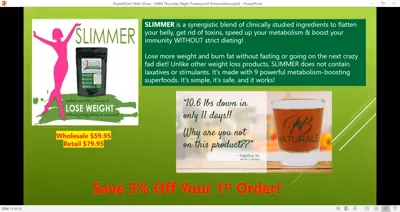 PowerPoint Slide Show - SSN Thursday Night Powerpoint Presentation.pptx - PowerPoint
SLIMMER
LOSE WEIGHT
Wholesale $59.95
Retail $79.95
SLIMMER is a synergistic blend of clinically studied ingredients to flatten
your belly, get rid of toxins, speed up your metabolism & boost your
immunity WITHOUT strict dieting!
Lose more weight and burn fat without fasting or going on the next crazy
fad diet! Unlike other weight loss products, SLIMMER does not contain
laxatives or stimulants. It's made with 9 powerful metabolism-boosting
superfoods. It's simple, it's safe, and it works!
"10.6 lbs down in
only 11 days!!
Why are you not
on this product??"
NATURALS
Save 5% Off Your 1st Order!